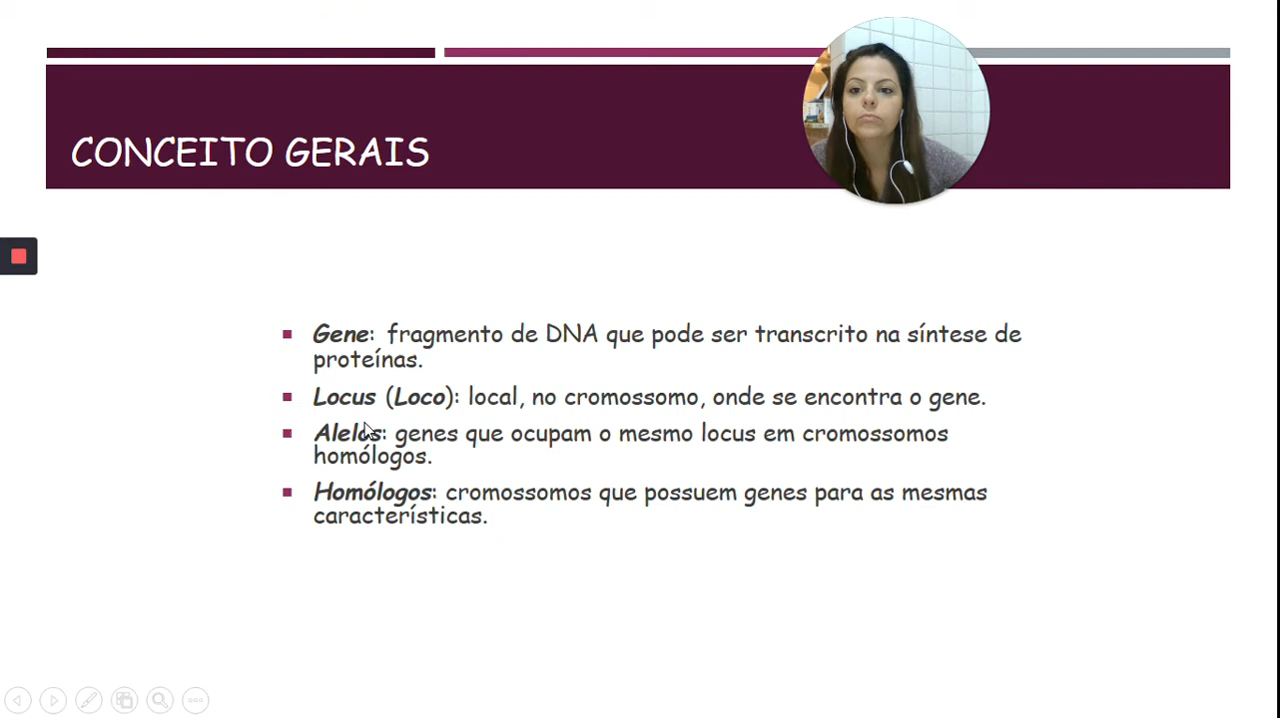 CONCEITO GERAIS
Gene: fragmento de DNA que pode ser transcrito na síntese de
proteínas.
Locus (Loco): local, no cromossomo, onde se encontra o gene.
Alelos: genes que ocupam o mesmo locus em cromossomos
homólogos.
Homólogos: cromossomos que possuem genes para as mesmas
características.